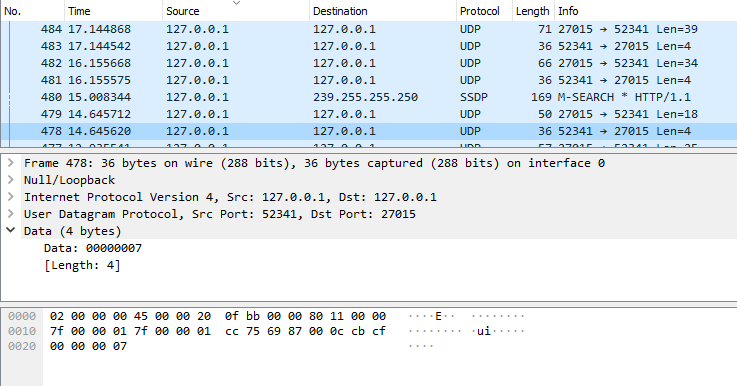 No. Time Source Destination Protocol Length Info
484 17.144868 127.0.0.1 127.0.0.1 UDP 71 27015 → 52341 Len=39
483 17.144542 127.0.0.1 127.0.0.1 UDP 36 52341 → 27015 Len=4
482 16.155668 127.0.0.1 127.0.0.1 UDP 66 27015 → 52341 Len=34
481 16.155575 127.0.0.1 127.0.0.1 UDP 36 52341 → 27015 Len=4
480 15.008344 127.0.0.1 239.255.255.250 SSDP 169 M-SEARCH * HTTP/1.1
479 14.645712 127.0.0.1 127.0.0.1 UDP 50 27015 → 52341 Len=18
478 14.645620 127.0.0.1 127.0.0.1 UDP 36 52341 → 27015 Len=4
Frame 478: 36 bytes on wire (288 bits), 36 bytes captured (288 bits) on interface 0
Null/Loopback
Internet Protocol Version 4, Src: 127.0.0.1, Dst: 127.0.0.1
User Datagram Protocol, Src Port: 52341, Dst Port: 27015
Data (4 bytes)
Data: 00000007
[Length: 4]
0000 02 00 00 00 45 00 00 20 0f bb 00 00 80 11 00 00 ····E·· ········
0010 7f 00 00 01 7f 00 00 01 cc 75 69 87 00 0c cb cf ········ ·ui·····
0020 00 00 00 07 ····